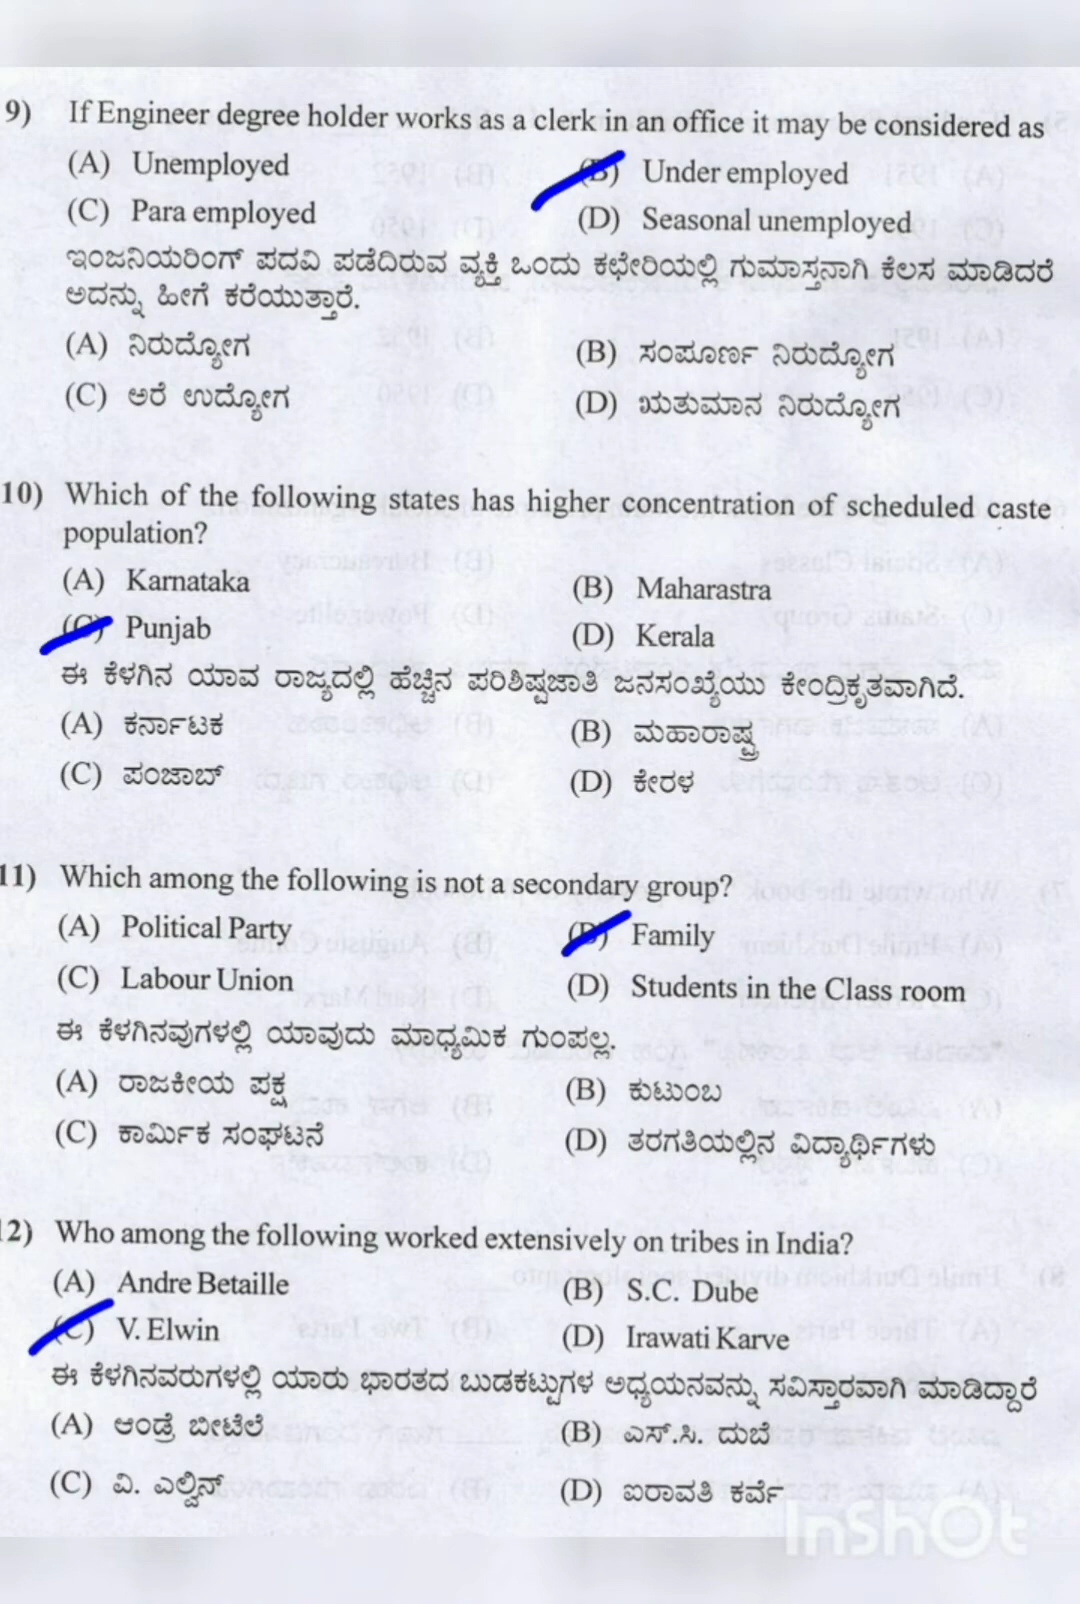 9) If Engineer degree holder works as a clerk in an office it may be considered as
(A) Unemployed (B) Under employed
(C) Para employed (D) Seasonal unemployed
ಇಂಜನಿಯರಿಂಗ್ ಪದವಿ ಪಡೆದಿರುವ ವ್ಯಕ್ತಿ ಒಂದು ಕಛೇರಿಯಲ್ಲಿ ಗುಮಾಸ್ತನಾಗಿ ಕೆಲಸ ಮಾಡಿದರೆ
ಅದನ್ನು ಹೀಗೆ ಕರೆಯುತ್ತಾರೆ.
(A) ನಿರುದ್ಯೋಗ (B) ಸಂಪೂರ್ಣ ನಿರುದ್ಯೋಗ
(C) ಅರೆ ಉದ್ಯೋಗ (D) ಋತುಮಾನ ನಿರುದ್ಯೋಗ
10) Which of the following states has higher concentration of scheduled caste
population?
(A) Karnataka (B) Maharastra
(C) Punjab (D) Kerala
ಈ ಕೆಳಗಿನ ಯಾವ ರಾಜ್ಯದಲ್ಲಿ ಹೆಚ್ಚಿನ ಪರಿಶಿಷ್ಟಜಾತಿ ಜನಸಂಖ್ಯೆಯು ಕೇಂದ್ರಿಕೃತವಾಗಿದೆ.
(A) ಕರ್ನಾಟಕ (B) ಮಹಾರಾಷ್ಟ್ರ
(C) ಪಂಜಾಬ್ (D) ಕೇರಳ
11) Which among the following is not a secondary group?
(A) Political Party (B) Family
(C) Labour Union (D) Students in the Class room
ಈ ಕೆಳಗಿನವುಗಳಲ್ಲಿ ಯಾವುದು ಮಾಧ್ಯಮಿಕ ಗುಂಪಲ್ಲ.
(A) ರಾಜಕೀಯ ಪಕ್ಷ (B) ಕುಟುಂಬ
(C) ಕಾರ್ಮಿಕ ಸಂಘಟನೆ (D) ತರಗತಿಯಲ್ಲಿನ ವಿದ್ಯಾರ್ಥಿಗಳು
12) Who among the following worked extensively on tribes in India?
(A) Andre Betaille (B) S.C. Dube
(C) V. Elwin (D) Irawati Karve
ಈ ಕೆಳಗಿನವರುಗಳಲ್ಲಿ ಯಾರು ಭಾರತದ ಬುಡಕಟ್ಟುಗಳ ಅಧ್ಯಯನವನ್ನು ಸವಿಸ್ತಾರವಾಗಿ ಮಾಡಿದ್ದಾರೆ
(A) ಆಂಡ್ರೆ ಬೀಟೆಲೆ (B) ಎಸ್.ಸಿ. ದುಬೆ
(C) ವಿ. ಎಲ್ವಿನ್ (D) ಐರಾವತಿ ಕರ್ವೆ
InShOt